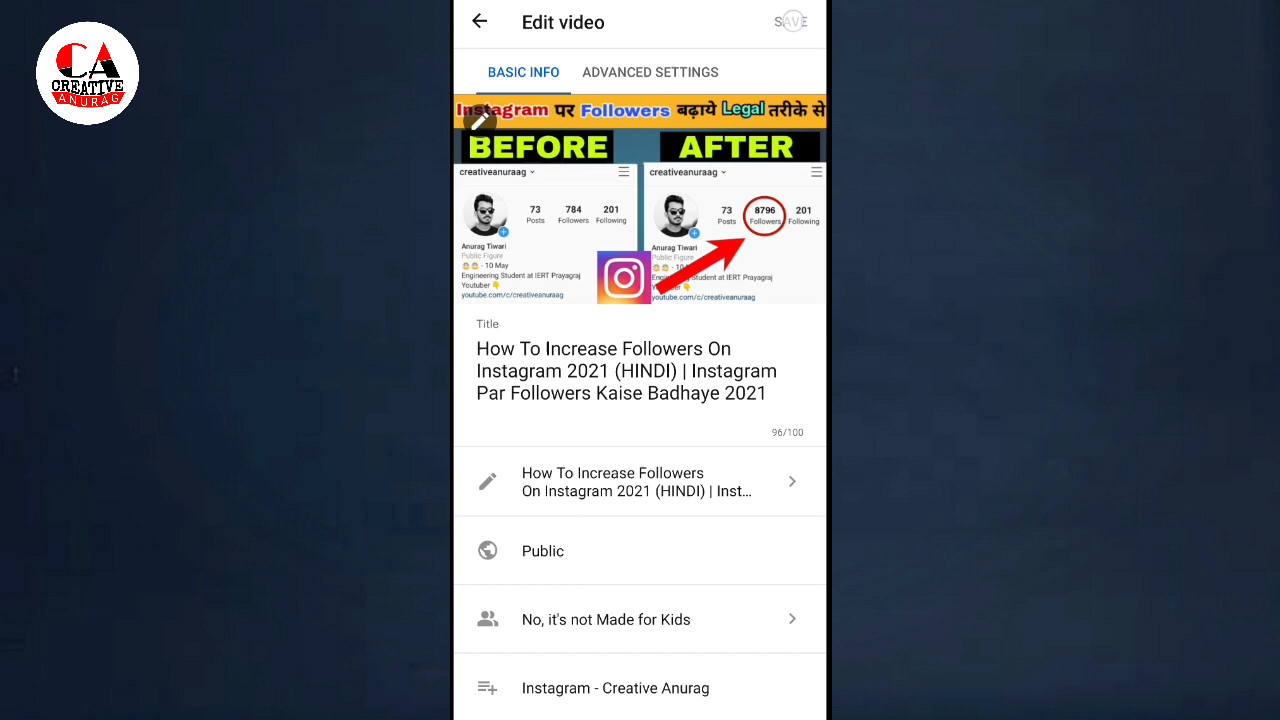 CA
CREATIVE
ANURAG
Edit video
SAVE
BASIC INFO
ADVANCED SETTINGS
Instagram पर Followers बढ़ाये Legal तरीके से
BEFORE
creativeanuraag
73 784 201
Posts Followers Following
Anurag Tiwari
Public Figure
- 10 May
Engineering Student at IERT Prayagraj
Youtuber
youtube.com/c/creativeanuraag
AFTER
creativeanuraag
73 8796 201
Posts Followers Following
Anurag Tiwari
Public Figure
- 10
Student at IERT Prayagraj
youtube.com/c/creativeanuraag
Title
How To Increase Followers On
Instagram 2021 (HINDI) | Instagram
Par Followers Kaise Badhaye 2021
96/100
How To Increase Followers
On Instagram 2021 (HINDI) | Inst...
Public
No, it's not Made for Kids
Instagram - Creative Anurag